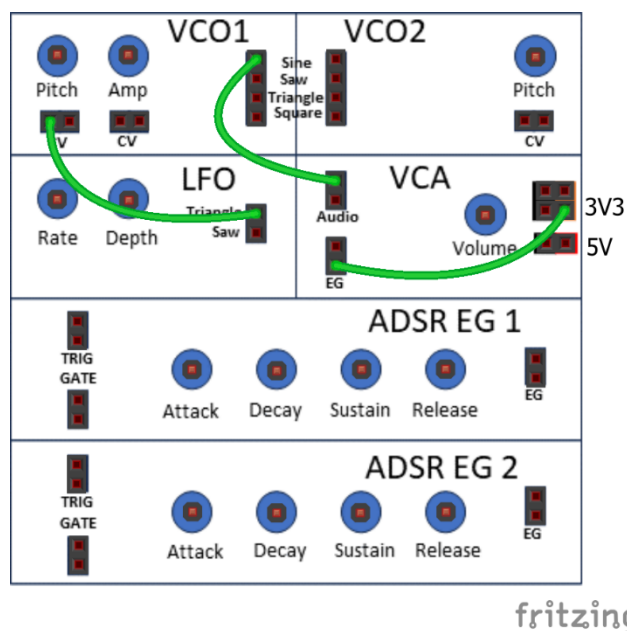 VCO1
VCO2
Pitch
Amp
Sine
Saw
Triangle
Square
Pitch
CV
CV
CV
LFO
VCA
Triangle
Saw
Rate
Depth
Audio
Volume
3V3
5V
EG
ADSR EG 1
TRIG
GATE
Attack
Decay
Sustain
Release
EG
ADSR EG 2
TRIG
GATE
Attack
Decay
Sustain
Release
EG
fritzing